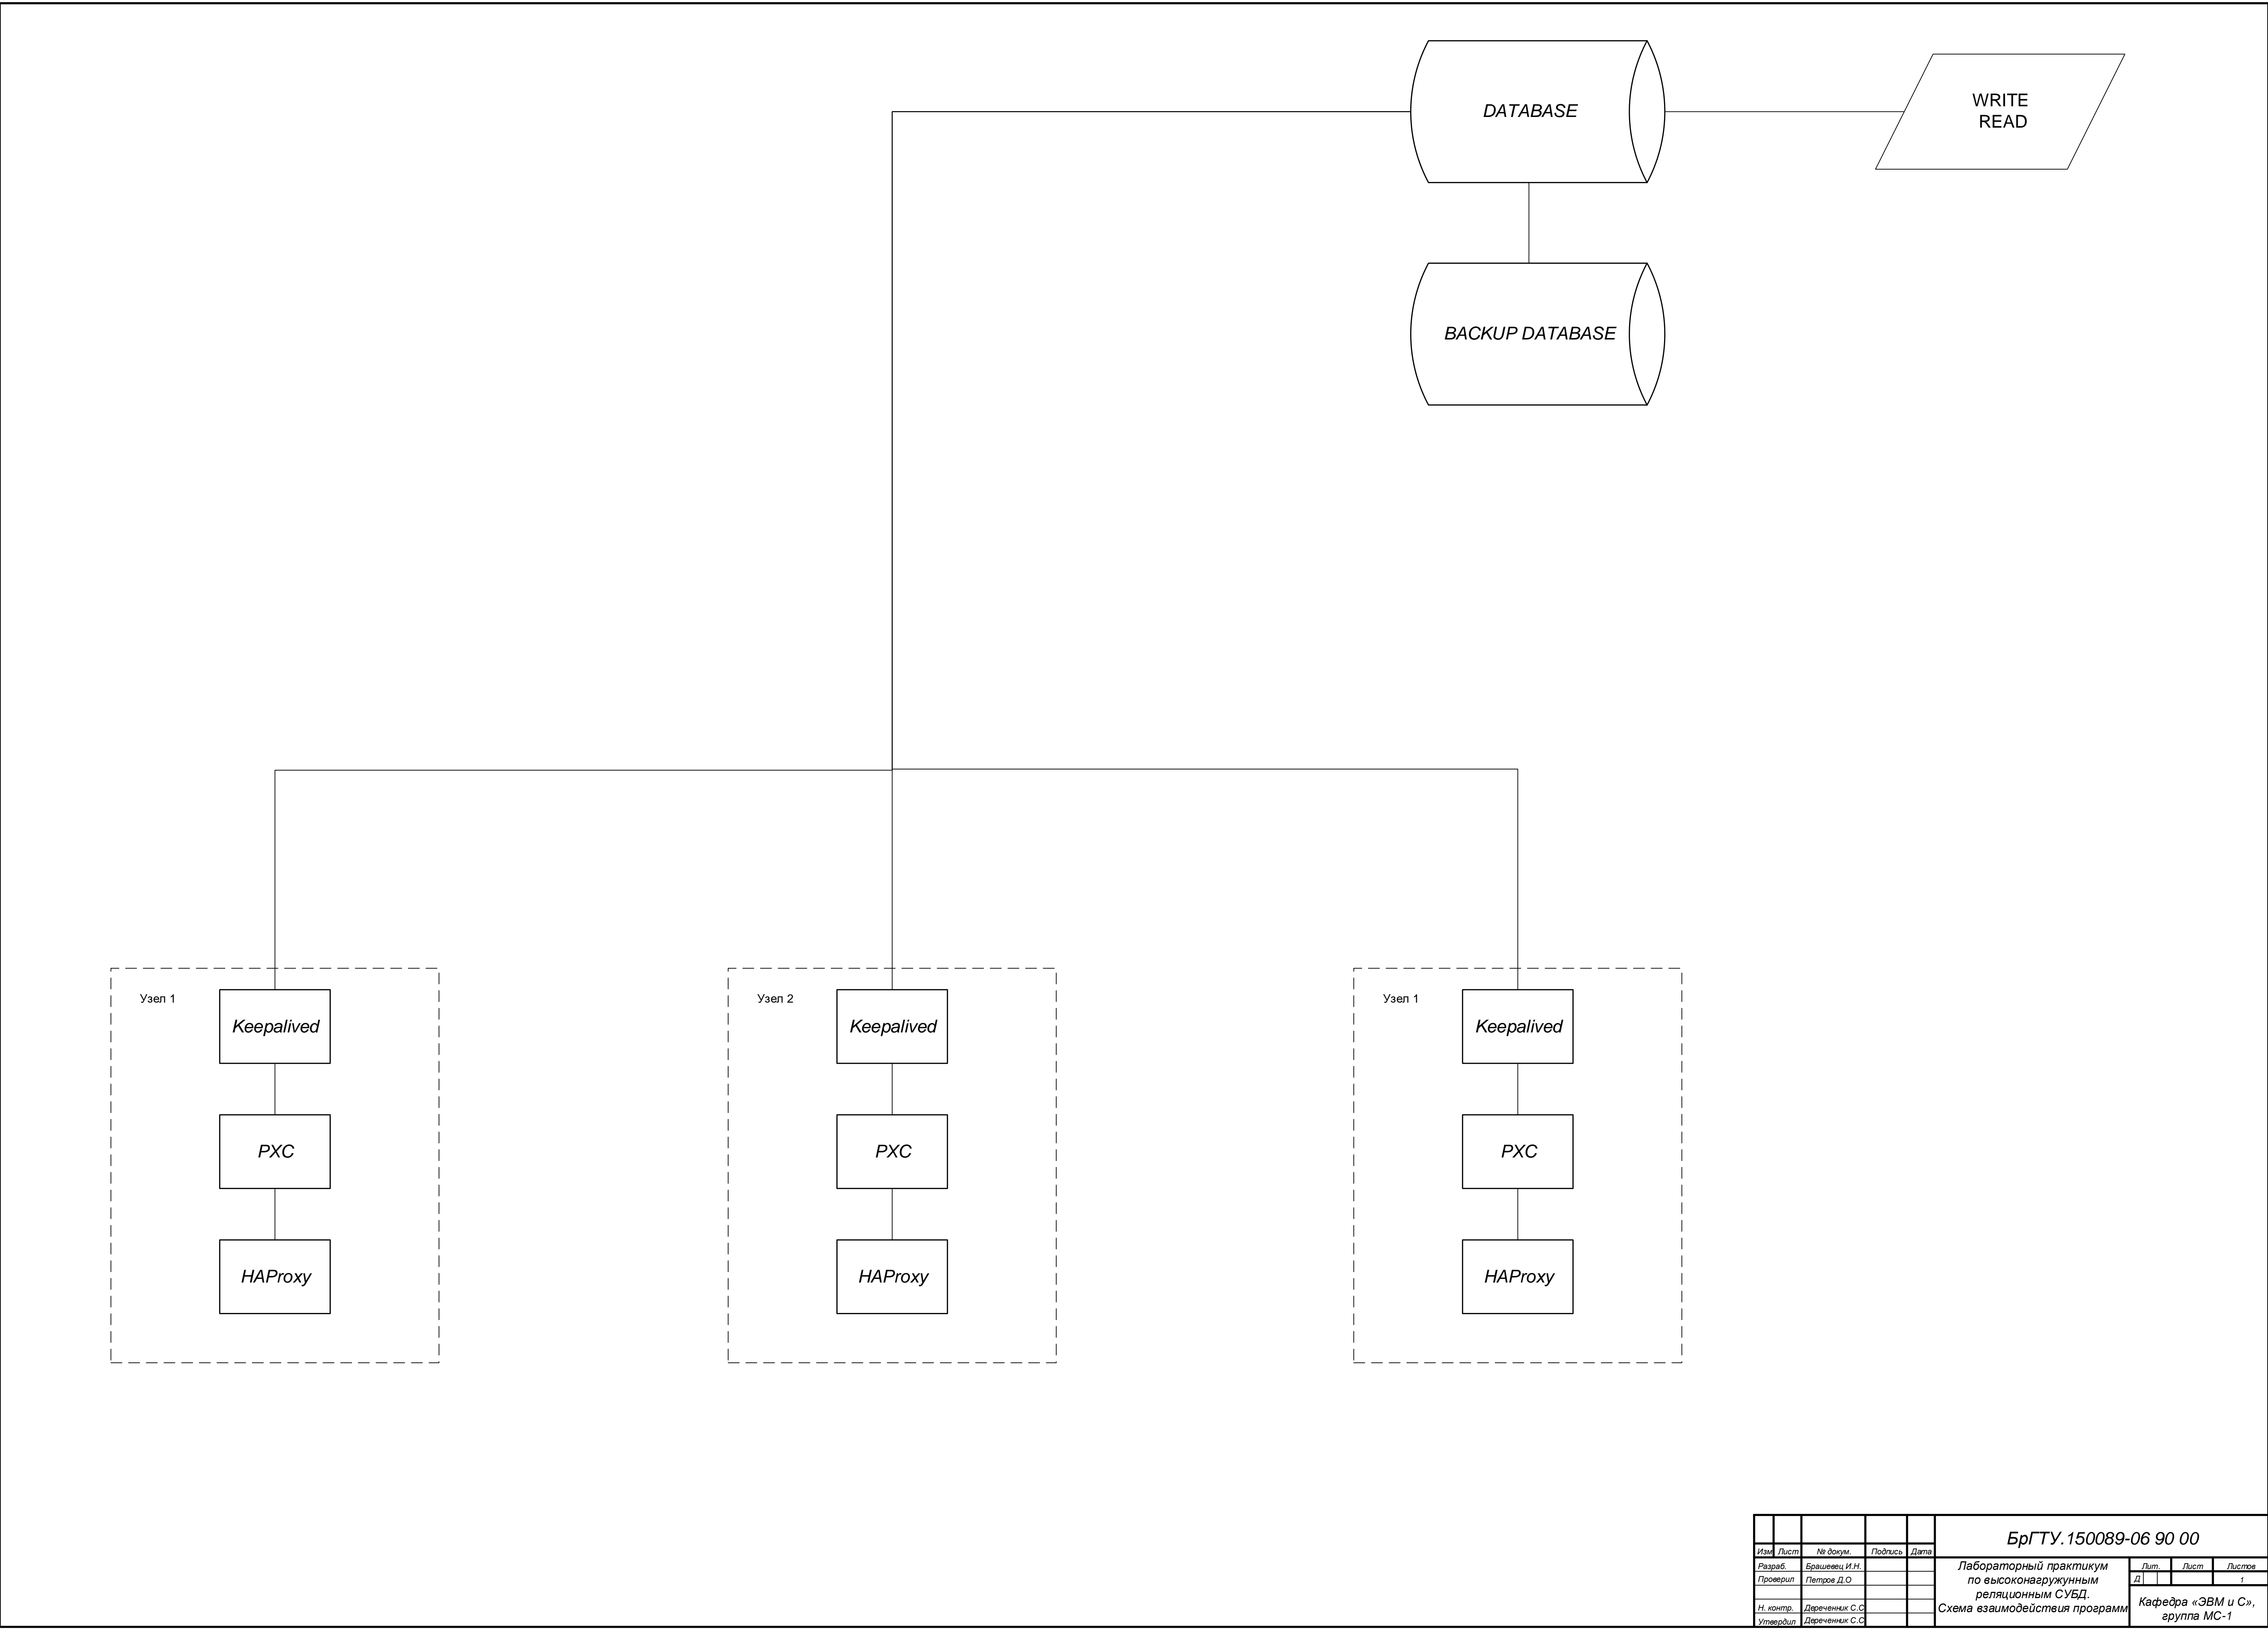 DATABASE
WRITE
READ
BACKUP DATABASE
Узел 1
Keepalived
PXC
HAProxy
Узел 2
Keepalived
PXC
HAProxy
Узел 1
Keepalived
PXC
HAProxy
БрГТУ.150089-06 90 00
Изм Лист № докум. Подпись Дата
Разраб. Брашевец И.Н.
Проверил Петров Д.О
Н. контр. Дереченник С.С
Утвердил Дереченник С.С
Лабораторный практикум
по высоконагружунным
реляционным СУБД.
Схема взаимодействия программ
Лит. Лист Листов
Д 1
Кафедра «ЭВМ и С»,
группа МС-1